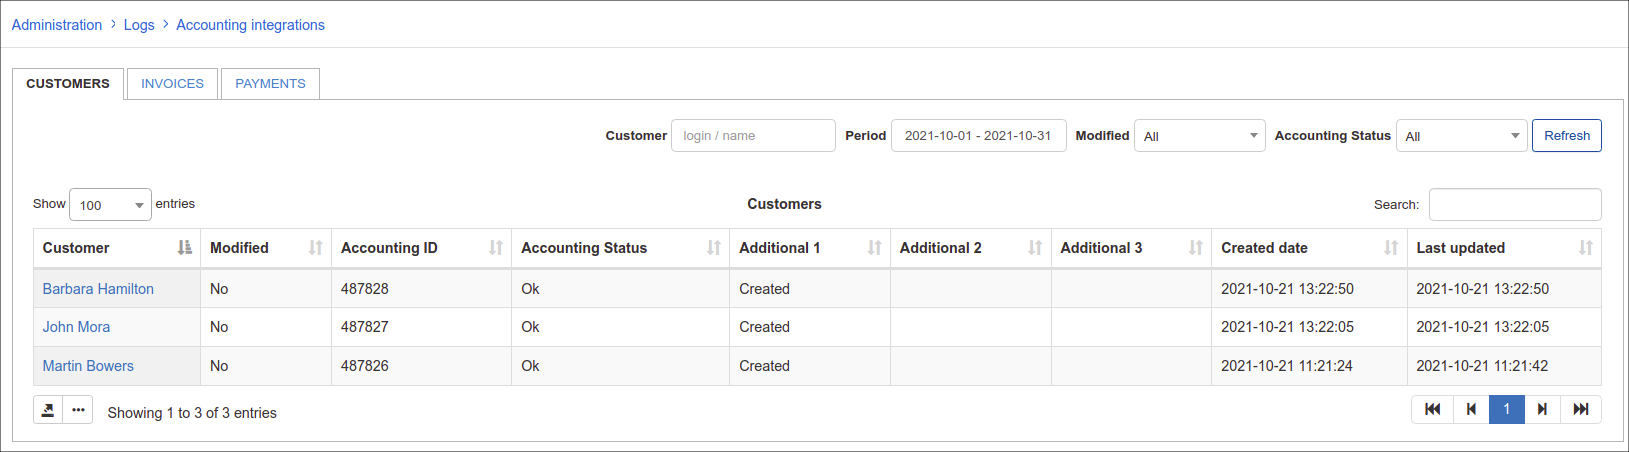 Administration > Logs > Accounting integrations
CUSTOMERS INVOICES PAYMENTS
Customer login / name Period 2021-10-01 - 2021-10-31 Modified All Accounting Status All Refresh
Show 100 entries Customers Search:
Customer Modified Accounting ID Accounting Status Additional 1 Additional 2 Additional 3 Created date Last updated
Barbara Hamilton No 487828 Ok Created 2021-10-21 13:22:50 2021-10-21 13:22:50
John Mora No 487827 Ok Created 2021-10-21 13:22:05 2021-10-21 13:22:05
Martin Bowers No 487826 Ok Created 2021-10-21 11:21:24 2021-10-21 11:21:42
Showing 1 to 3 of 3 entries 1